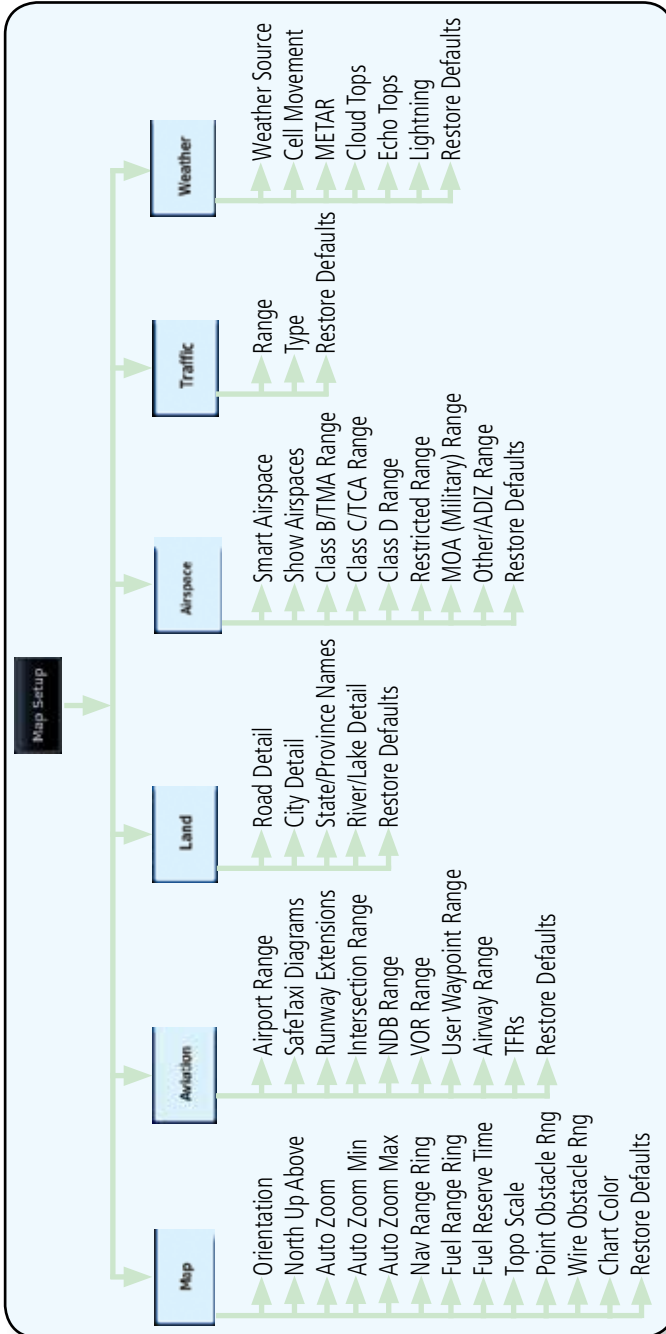 Map Setup
Map
Orientation
North Up Above
Auto Zoom
Auto Zoom Min
Auto Zoom Max
Nav Range Ring
Fuel Range Ring
Fuel Reserve Time
Topo Scale
Point Obstacle Rng
Wire Obstacle Rng
Chart Color
Restore Defaults
Aviation
Airport Range
SafeTaxi Diagrams
Runway Extensions
Intersection Range
NDB Range
VOR Range
User Waypoint Range
Airway Range
TFRs
Restore Defaults
Land
Road Detail
City Detail
State/Province Names
River/Lake Detail
Restore Defaults
Airspace
Smart Airspace
Show Airspaces
Class B/TMA Range
Class C/TCA Range
Class D Range
Restricted Range
MOA (Military) Range
Other/ADIZ Range
Restore Defaults
Traffic
Range
Type
Restore Defaults
Weather
Weather Source
Cell Movement
METAR
Cloud Tops
Echo Tops
Lightning
Restore Defaults